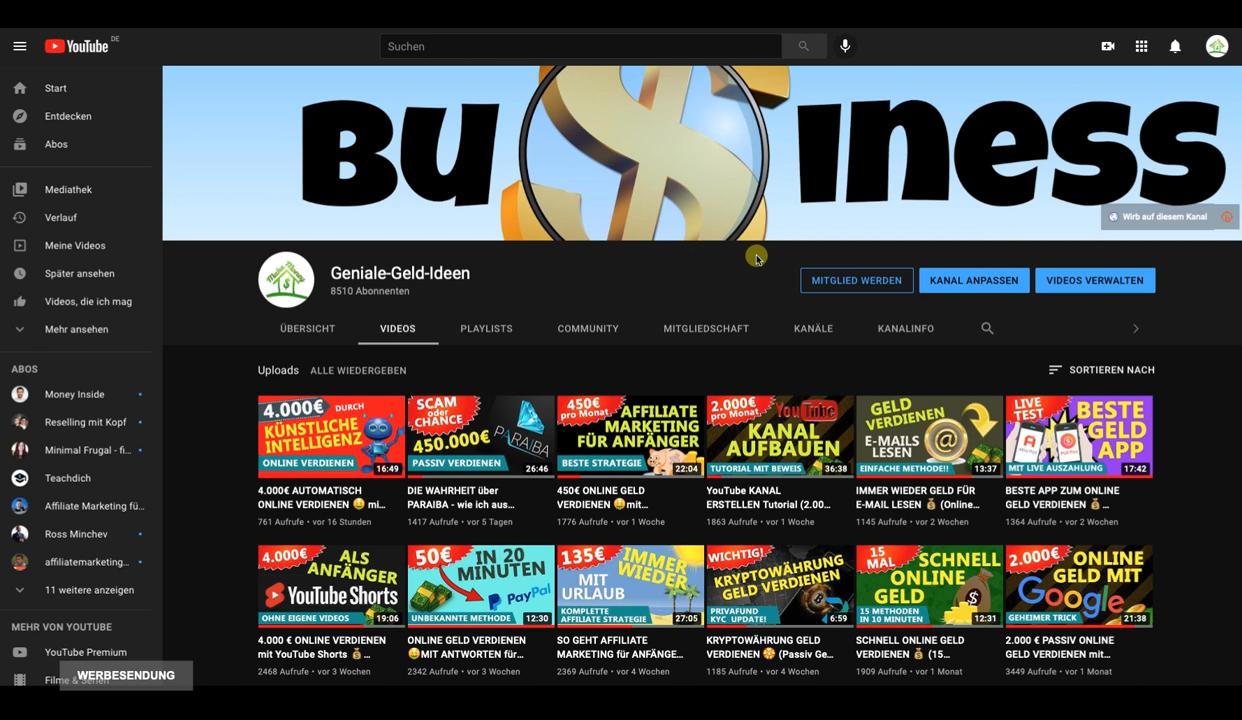 YouTube DE
Suchen
BUSINESS
Wirb auf diesem Kanal
Start
Entdecken
Abos
Mediathek
Verlauf
Meine Videos
Später ansehen
Videos, die ich mag
Mehr ansehen
ABOS
Money Inside
Reselling mit Kopf
Minimal Frugal - fi...
Teachdich
Affiliate Marketing fü...
Ross Minchev
affiliatemarketing...
11 weitere anzeigen
MEHR VON YOUTUBE
YouTube Premium
Filme & Serien
WERBESENDUNG
Geniale-Geld-Ideen
8510 Abonnenten
MITGLIED WERDEN
KANAL ANPASSEN
VIDEOS VERWALTEN
ÜBERSICHT
VIDEOS
PLAYLISTS
COMMUNITY
MITGLIEDSCHAFT
KANÄLE
KANALINFO
Uploads
ALLE WIEDERGEBEN
SORTIEREN NACH
4.000€ DURCH
KÜNSTLICHE
INTELLIGENZ
ONLINE VERDIENEN
16:49
4.000€ AUTOMATISCH
ONLINE VERDIENEN 🤑 mi...
761 Aufrufe • vor 16 Stunden
SCAM
oder
CHANCE
450.000€
PARAIBA
PASSIV VERDIENEN
26:46
DIE WAHRHEIT über
PARAIBA - wie ich aus...
1417 Aufrufe • vor 5 Tagen
450€
pro Monat
AFFILIATE
MARKETING
FÜR ANFÄNGER
BESTE STRATEGIE
22:04
450€ ONLINE GELD
VERDIENEN 🤑mit...
1776 Aufrufe • vor 1 Woche
2.000€
pro Monat
YouTube
KANAL
AUFBAUEN
TUTORIAL MIT BEWEIS
36:38
YouTube KANAL
ERSTELLEN Tutorial (2.00...
1863 Aufrufe • vor 1 Woche
GELD
VERDIENEN
E-MAILS
LESEN
EINFACHE METHODE!!
13:37
IMMER WIEDER GELD FÜR
E-MAIL LESEN 💰 (Online...
1145 Aufrufe • vor 2 Wochen
LIVE
TEST
BESTE
GELD
APP
MIT LIVE AUSZAHLUNG
17:42
BESTE APP ZUM ONLINE
GELD VERDIENEN 💰...
1364 Aufrufe • vor 2 Wochen
4.000€
ALS
ANFÄNGER
YouTube Shorts
OHNE EIGENE VIDEOS
19:06
4.000 € ONLINE VERDIENEN
mit YouTube Shorts 💰...
2468 Aufrufe • vor 3 Wochen
50€
IN 20
MINUTEN
PayPal
UNBEKANNTE METHODE
12:30
ONLINE GELD VERDIENEN
🤑MIT ANTWORTEN für...
2342 Aufrufe • vor 3 Wochen
135€
IMMER
WIEDER
MIT
URLAUB
KOMPLETTE
AFFILIATE STRATEGIE
27:05
SO GEHT AFFILIATE
MARKETING für ANFÄNGE...
2369 Aufrufe • vor 4 Wochen
WICHTIG!
KRYPTOWÄHRUNG
GELD VERDIENEN
PRIVAFUND
KYC UPDATE!
6:59
KRYPTOWÄHRUNG GELD
VERDIENEN 🤑 (Passiv Ge...
1185 Aufrufe • vor 4 Wochen
15
MAL
SCHNELL
ONLINE
GELD
15 METHODEN
IN 10 MINUTEN
12:31
SCHNELL ONLINE GELD
VERDIENEN 💰 (15...
1909 Aufrufe • vor 1 Monat
2.000€
ONLINE
GELD MIT
Google
GEHEIMER TRICK
21:38
2.000 € PASSIV ONLINE
GELD VERDIENEN mit...
3449 Aufrufe • vor 1 Monat